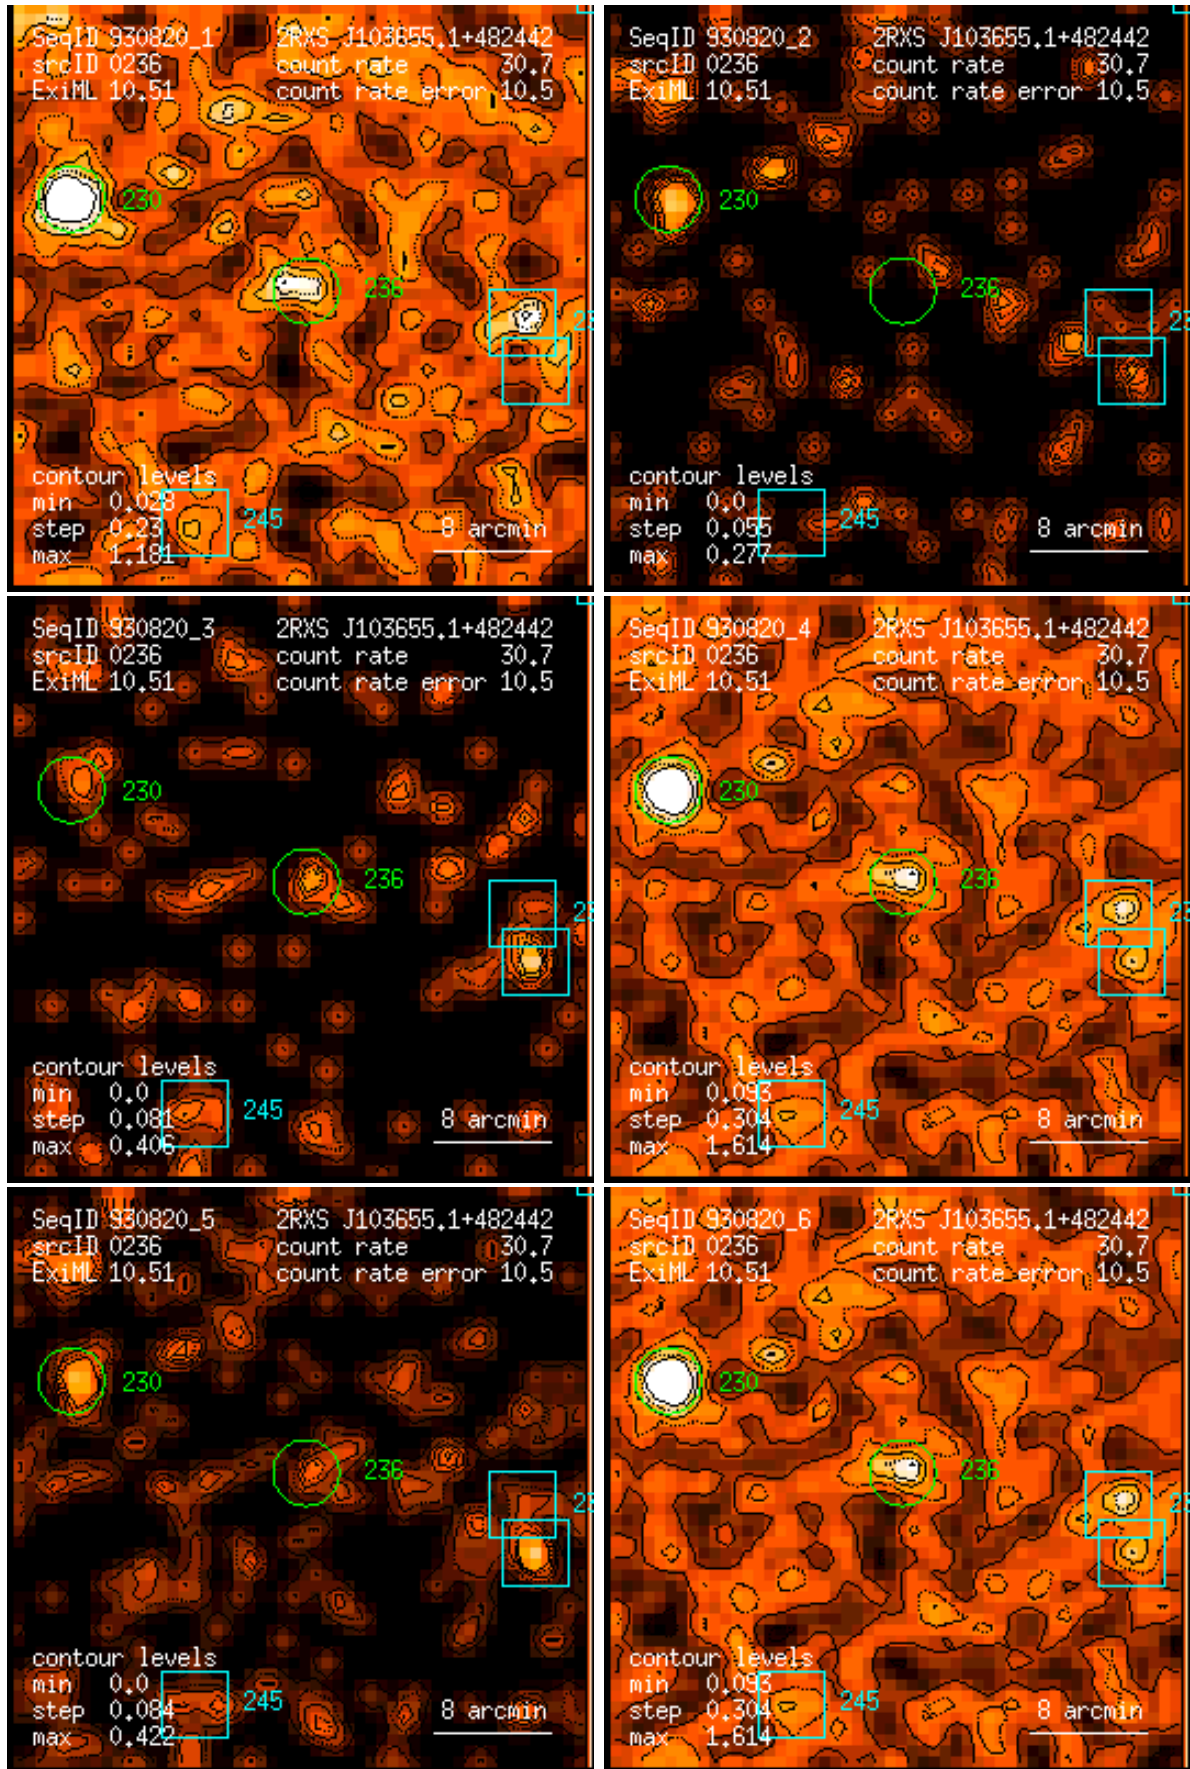 SeqID 930820_1 2RXS J103655.1+482442
srcID 0236 count rate 30.7
ExiML 10.51 count rate error 10.5
230
236
23
contour levels
min 0.028
step 0.23 245 8 arcmin
max 1.181
SeqID 930820_2 2RXS J103655.1+482442
srcID 0236 count rate 30.7
ExiML 10.51 count rate error 10.5
230
236
23
contour levels
min 0.0
step 0.055 245 8 arcmin
max 0.277
SeqID 930820_3 2RXS J103655.1+482442
srcID 0236 count rate 30.7
ExiML 10.51 count rate error 10.5
230
236
23
contour levels
min 0.0
step 0.081 245 8 arcmin
max 0.406
SeqID 930820_4 2RXS J103655.1+482442
srcID 0236 count rate 30.7
ExiML 10.51 count rate error 10.5
230
236
23
contour levels
min 0.093
step 0.304 245 8 arcmin
max 1.614
SeqID 930820_5 2RXS J103655.1+482442
srcID 0236 count rate 30.7
ExiML 10.51 count rate error 10.5
230
236
23
contour levels
min 0.0
step 0.084 245 8 arcmin
max 0.422
SeqID 930820_6 2RXS J103655.1+482442
srcID 0236 count rate 30.7
ExiML 10.51 count rate error 10.5
230
236
23
contour levels
min 0.093
step 0.304 245 8 arcmin
max 1.614